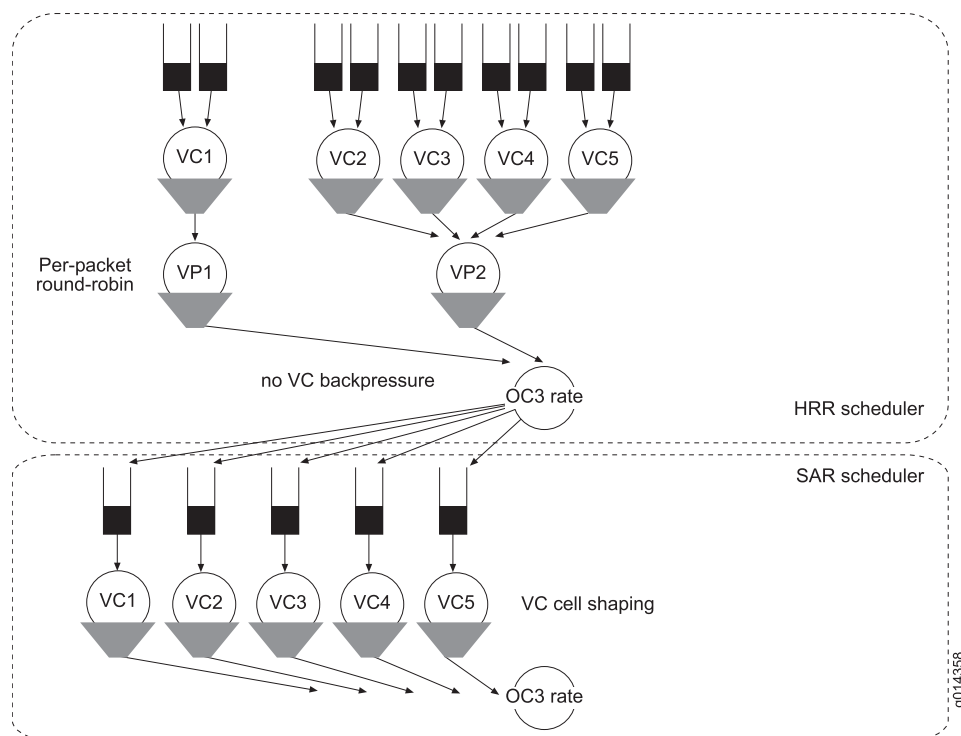 VC1
VC2
VC3
VC4
VC5
Per-packet
round-robin
VP1
VP2
no VC backpressure
OC3 rate
HRR scheduler
SAR scheduler
VC1
VC2
VC3
VC4
VC5
VC cell shaping
OC3 rate
g014358